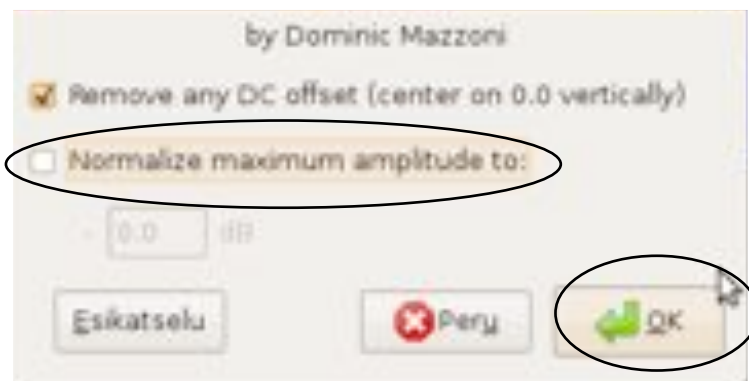 by Dominic Mazzoni
Remove any DC offset (center on 0.0 vertically)
Normalize maximum amplitude to:
- 0.0 dB
Esikatselu Peru OK